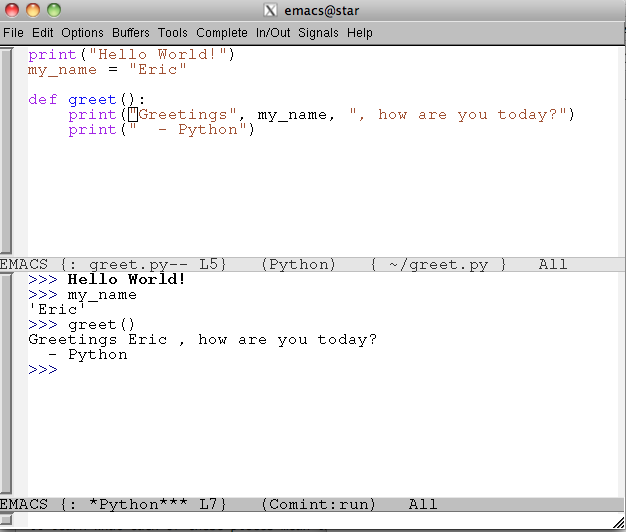 emacs@star
File Edit Options Buffers Tools Complete In/Out Signals Help
print("Hello World!")
my_name = "Eric"
def greet():
    print("Greetings", my_name, ", how are you today?")
    print("  - Python")
EMACS {: greet.py-- L5}   (Python)   { ~/greet.py }   All
>>> Hello World!
>>> my_name
'Eric'
>>> greet()
Greetings Eric , how are you today?
  - Python
>>>
EMACS {: *Python*** L7}   (Comint:run)   All